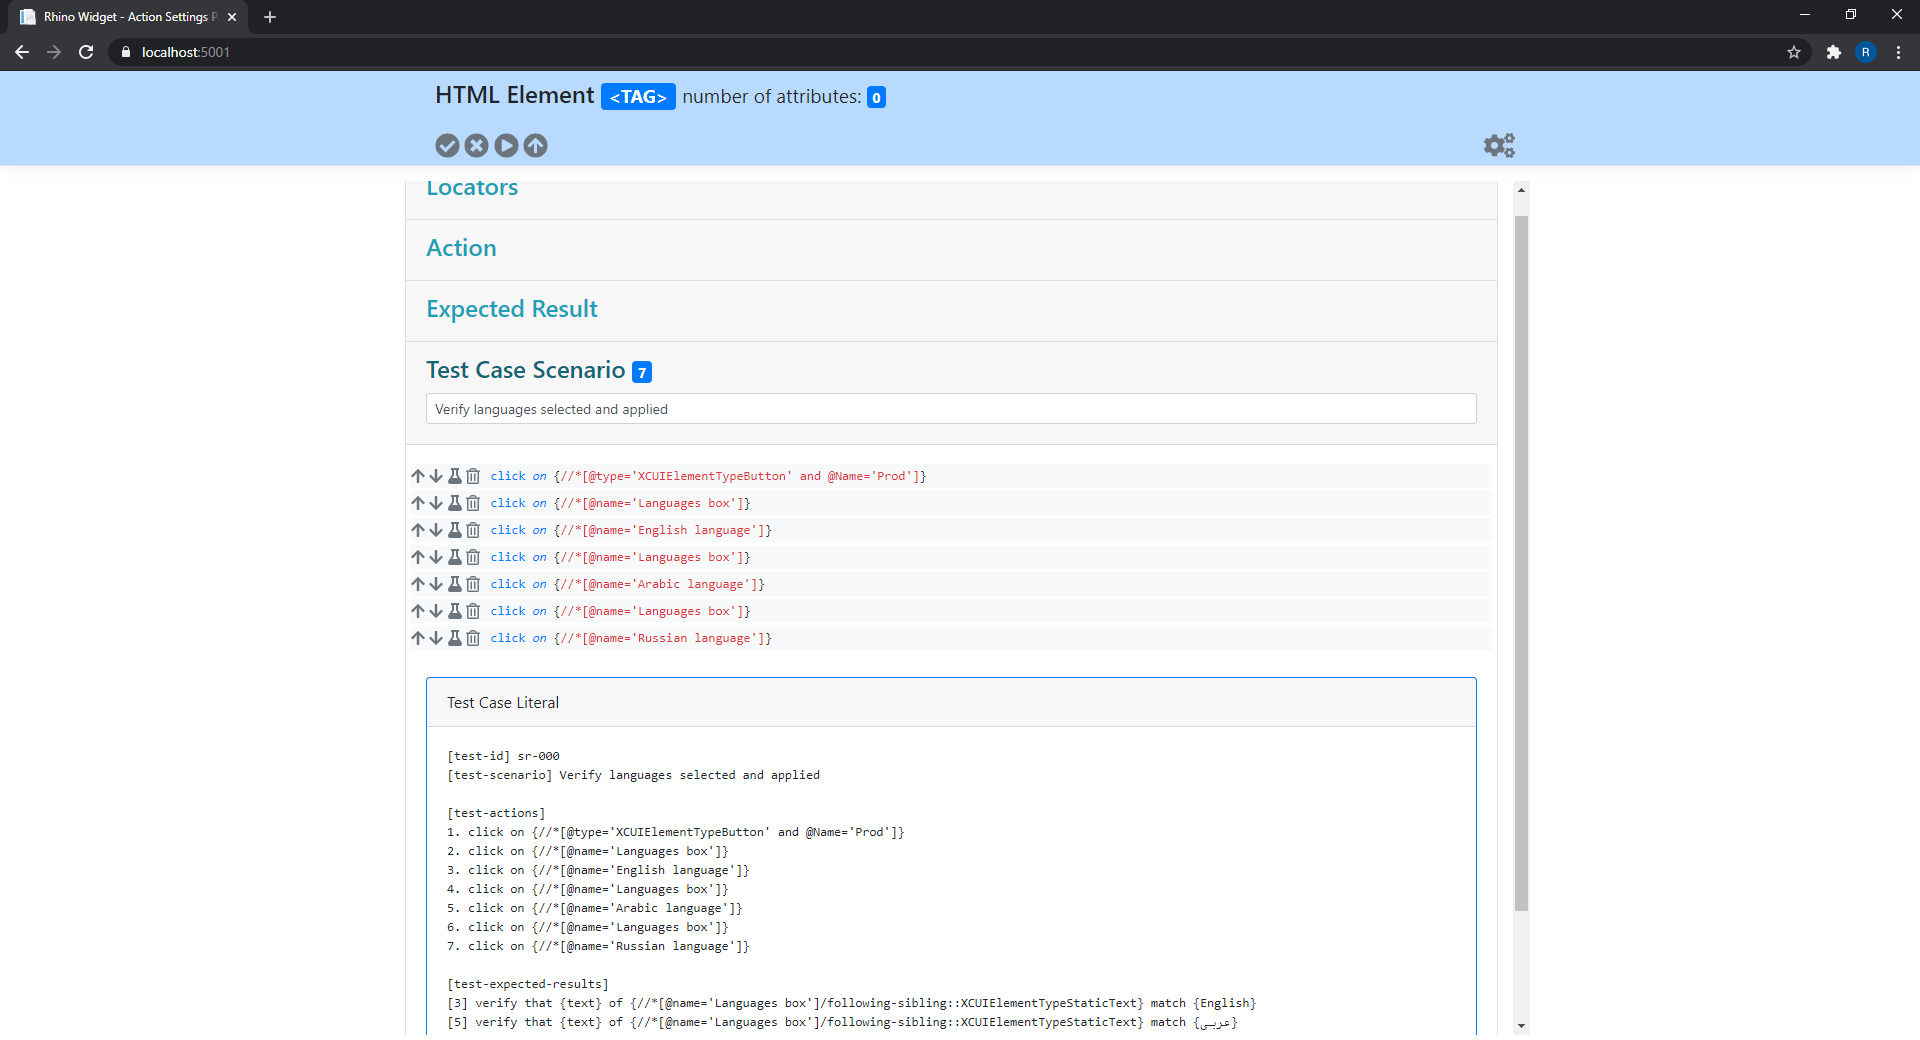 Rhino Widget - Action Settings P
localhost:5001
R
HTML Element <TAG> number of attributes: 0
Locators
Action
Expected Result
Test Case Scenario 7
Verify languages selected and applied
click on {//*[@type='XCUIElementTypeButton' and @Name='Prod']}
click on {//*[@name='Languages box']}
click on {//*[@name='English language']}
click on {//*[@name='Languages box']}
click on {//*[@name='Arabic language']}
click on {//*[@name='Languages box']}
click on {//*[@name='Russian language']}
Test Case Literal
[test-id] sr-000
[test-scenario] Verify languages selected and applied
[test-actions]
1. click on {//*[@type='XCUIElementTypeButton' and @Name='Prod']}
2. click on {//*[@name='Languages box']}
3. click on {//*[@name='English language']}
4. click on {//*[@name='Languages box']}
5. click on {//*[@name='Arabic language']}
6. click on {//*[@name='Languages box']}
7. click on {//*[@name='Russian language']}
[test-expected-results]
[3] verify that {text} of {//*[@name='Languages box']/following-sibling::XCUIElementTypeStaticText} match {English}
[5] verify that {text} of {//*[@name='Languages box']/following-sibling::XCUIElementTypeStaticText} match {عربي}